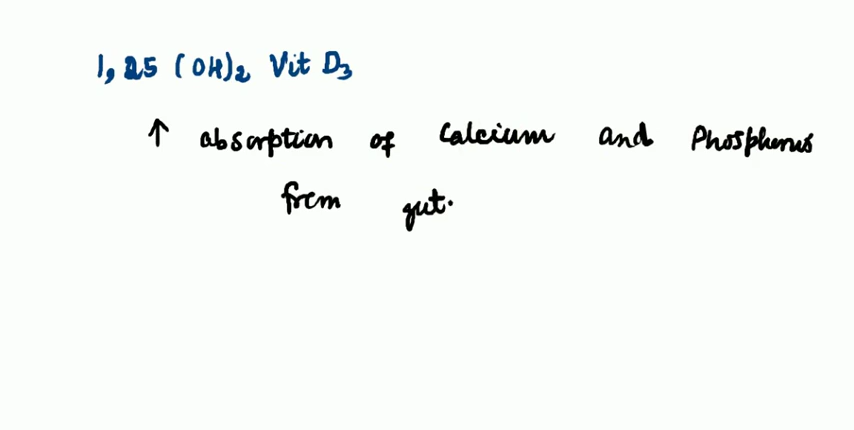 1, 25 (OH)2 Vit D3
↑ absorption of Calcium and Phosphorus
from gut.